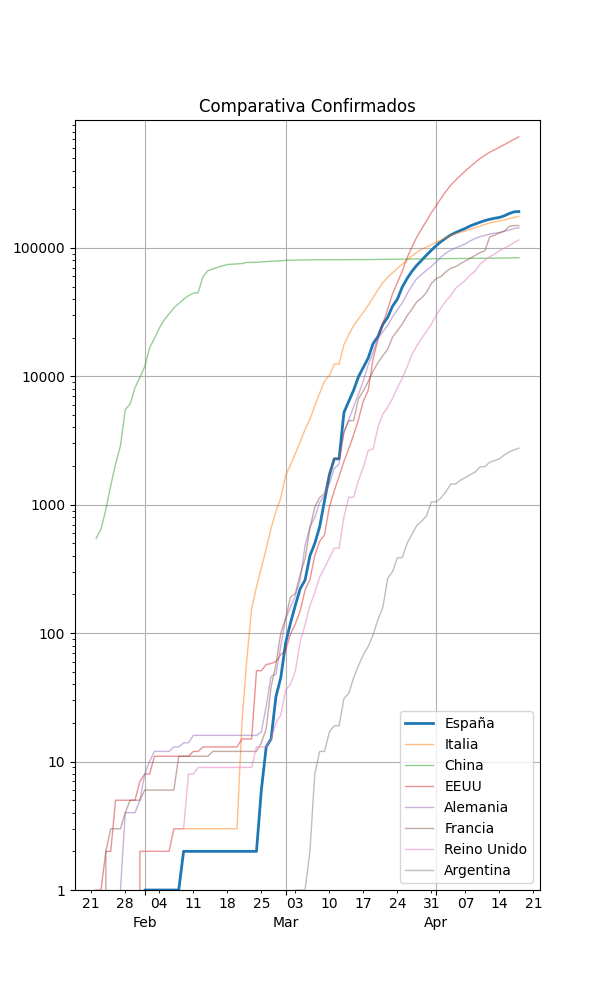 Comparativa Confirmados
100000
10000
1000
100
10
1
España
Italia
China
EEUU
Alemania
Francia
Reino Unido
Argentina
21 28 04 11 18 25 03 10 17 24 31 07 14 21
Feb Mar Apr